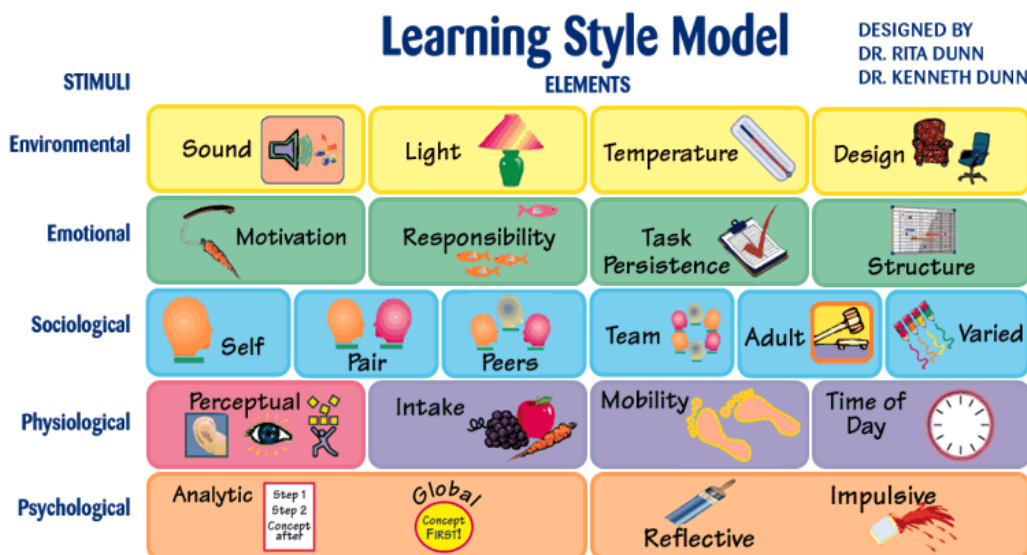 Learning Style Model
DESIGNED BY
DR. RITA DUNN
DR. KENNETH DUNN
STIMULI
ELEMENTS
Environmental
Sound
Light
Temperature
Design
Emotional
Motivation
Responsibility
Task
Persistence
Structure
Sociological
Self
Pair
Peers
Team
Adult
Varied
Physiological
Perceptual
Intake
Mobility
Time of
Day
Psychological
Analytic
Step 1
Step 2
Concept
after
Global
Concept
FIRST!
Reflective
Impulsive